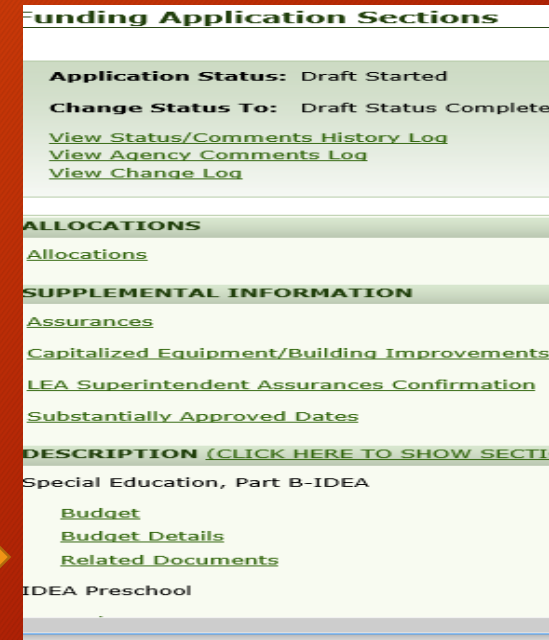 Funding Application Sections
Application Status: Draft Started
Change Status To: Draft Status Complete
View Status/Comments History Log
View Agency Comments Log
View Change Log
ALLOCATIONS
Allocations
SUPPLEMENTAL INFORMATION
Assurances
Capitalized Equipment/Building Improvements
LEA Superintendent Assurances Confirmation
Substantially Approved Dates
DESCRIPTION (CLICK HERE TO SHOW SECTI
Special Education, Part B-IDEA
Budget
Budget Details
Related Documents
IDEA Preschool